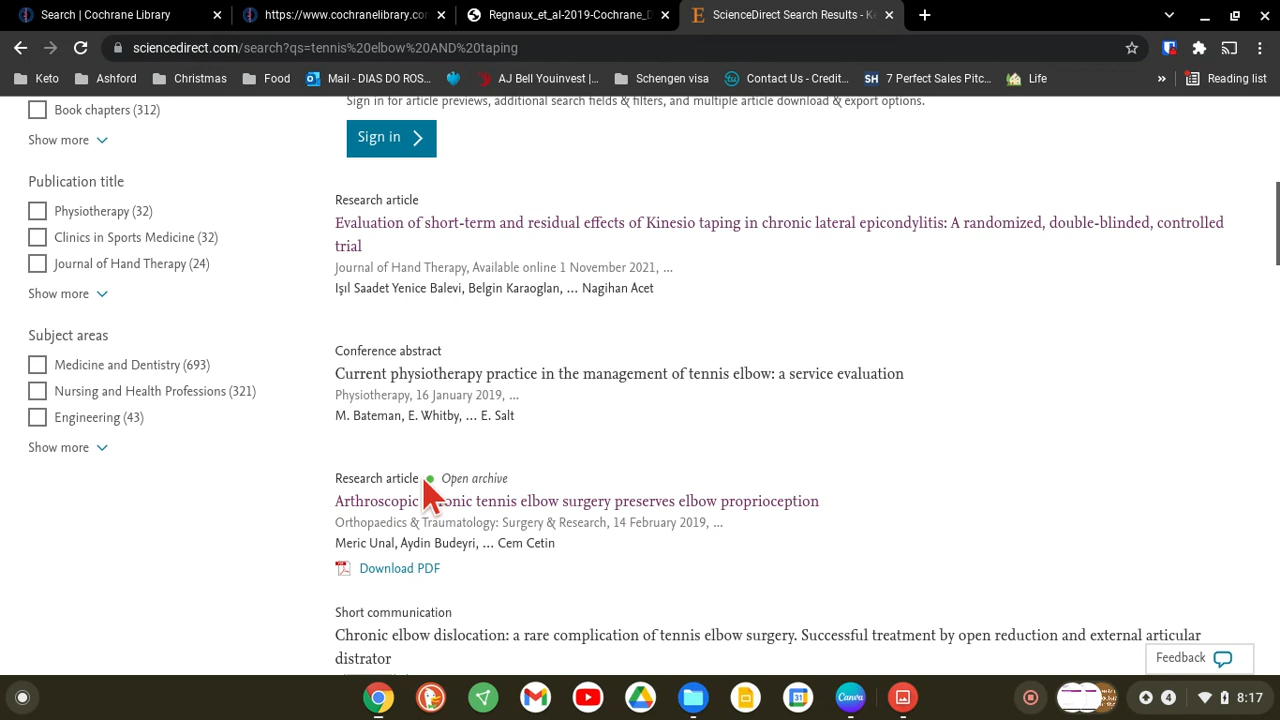 Search | Cochrane Library
https://www.cochranelibrary.co
Regnaux_et_al-2019-Cochrane_D
ScienceDirect Search Results - Ke
sciencedirect.com/search?qs=tennis%20elbow%20AND%20taping
Keto
Ashford
Christmas
Food
Mail - DIAS DO ROS...
AJ Bell Youinvest |...
Schengen visa
Contact Us - Credit...
SH
7 Perfect Sales Pitc...
Life
»
Reading list
Sign in for article previews, additional search fields & filters, and multiple article download & export options.
Book chapters (312)
Show more
Sign in
Publication title
Physiotherapy (32)
Clinics in Sports Medicine (32)
Journal of Hand Therapy (24)
Show more
Subject areas
Medicine and Dentistry (693)
Nursing and Health Professions (321)
Engineering (43)
Show more
Research article
Evaluation of short-term and residual effects of Kinesio taping in chronic lateral epicondylitis: A randomized, double-blinded, controlled
trial
Journal of Hand Therapy, Available online 1 November 2021, ...
Işıl Saadet Yenice Balevi, Belgin Karaoglan, ... Nagihan Acet
Conference abstract
Current physiotherapy practice in the management of tennis elbow: a service evaluation
Physiotherapy, 16 January 2019, ...
M. Bateman, E. Whitby, ... E. Salt
Research article Open archive
Arthroscopic tennis elbow surgery preserves elbow proprioception
Orthopaedics & Traumatology: Surgery & Research, 14 February 2019, ...
Meric Unal, Aydin Budeyri, ... Cem Cetin
Download PDF
Short communication
Chronic elbow dislocation: a rare complication of tennis elbow surgery. Successful treatment by open reduction and external articular
distrator
Feedback
Canva
4
8:17